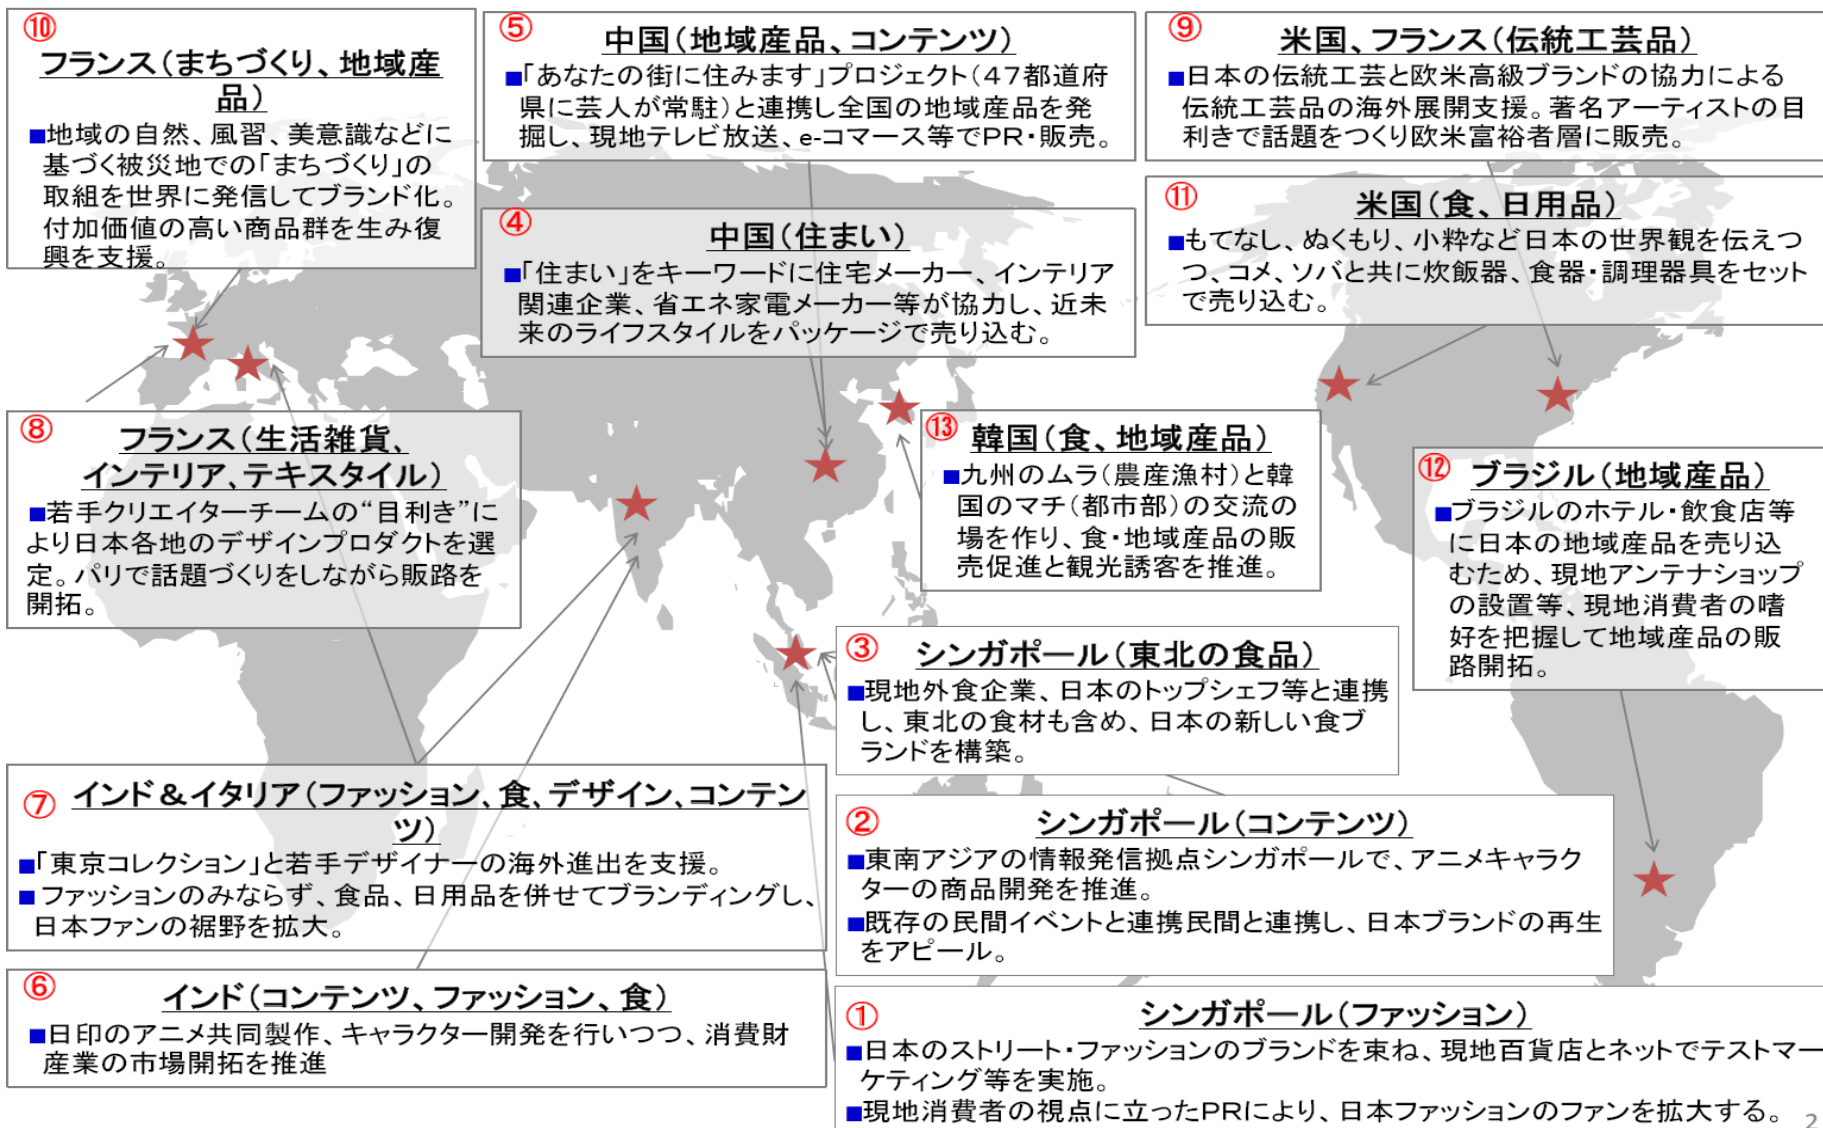 ⑩
フランス(まちづくり、地域産
品)
■地域の自然、風習、美意識などに
基づく被災地での「まちづくり」の
取組を世界に発信してブランド化。
付加価値の高い商品群を生み復
興を支援。
⑤
中国(地域産品、コンテンツ)
■「あなたの街に住みます」プロジェクト(47都道府
県に芸人が常駐)と連携し全国の地域産品を発
掘し、現地テレビ放送、e-コマース等でPR・販売。
⑨
米国、フランス(伝統工芸品)
■日本の伝統工芸と欧米高級ブランドの協力による
伝統工芸品の海外展開支援。著名アーティストの目
利きで話題をつくり欧米富裕者層に販売。
④
中国(住まい)
■「住まい」をキーワードに住宅メーカー、インテリア
関連企業、省エネ家電メーカー等が協力し、近未
来のライフスタイルをパッケージで売り込む。
⑪
米国(食、日用品)
■もてなし、ぬくもり、小粋など日本の世界観を伝えつ
つ、コメ、ソバと共に炊飯器、食器・調理器具をセット
で売り込む。
⑧
フランス(生活雑貨、
インテリア、テキスタイル)
■若手クリエイターチームの“目利き”に
より日本各地のデザインプロダクトを選
定。パリで話題づくりをしながら販路を
開拓。
⑬
韓国(食、地域産品)
■九州のムラ(農産漁村)と韓
国のマチ(都市部)の交流の
場を作り、食・地域産品の販
売促進と観光誘客を推進。
⑫
ブラジル(地域産品)
■ブラジルのホテル・飲食店等
に日本の地域産品を売り込
むため、現地アンテナショップ
の設置等、現地消費者の嗜
好を把握して地域産品の販
路開拓。
③
シンガポール(東北の食品)
■現地外食企業、日本のトップシェフ等と連携
し、東北の食材も含め、日本の新しい食ブ
ランドを構築。
⑦
インド&イタリア(ファッション、食、デザイン、コンテン
ツ)
■「東京コレクション」と若手デザイナーの海外進出を支援。
■ファッションのみならず、食品、日用品を併せてブランディングし、
日本ファンの裾野を拡大。
②
シンガポール(コンテンツ)
■東南アジアの情報発信拠点シンガポールで、アニメキャラク
ターの商品開発を推進。
■既存の民間イベントと連携民間と連携し、日本ブランドの再生
をアピール。
⑥
インド(コンテンツ、ファッション、食)
■日印のアニメ共同製作、キャラクター開発を行いつつ、消費財
産業の市場開拓を推進
①
シンガポール(ファッション)
■日本のストリート・ファッションのブランドを束ね、現地百貨店とネットでテストマー
ケティング等を実施。
■現地消費者の視点に立ったPRにより、日本ファッションのファンを拡大する。
2